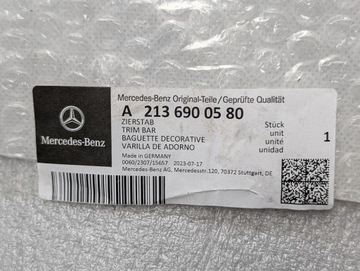 Mercedes-Benz Original-Teile/Geprüfte Qualität
A 213 690 05 80
ZIERSTAB
TRIM BAR
BAGUETTE DECORATIVE
VARILLA DE ADORNO
Stück
unit
unité
unidad
1
Made in GERMANY
0060/2307/15657 2023-07-17
Mercedes-Benz AG, Mercedesstr.120, 70372 Stuttgart, DE
Mercedes-Benz